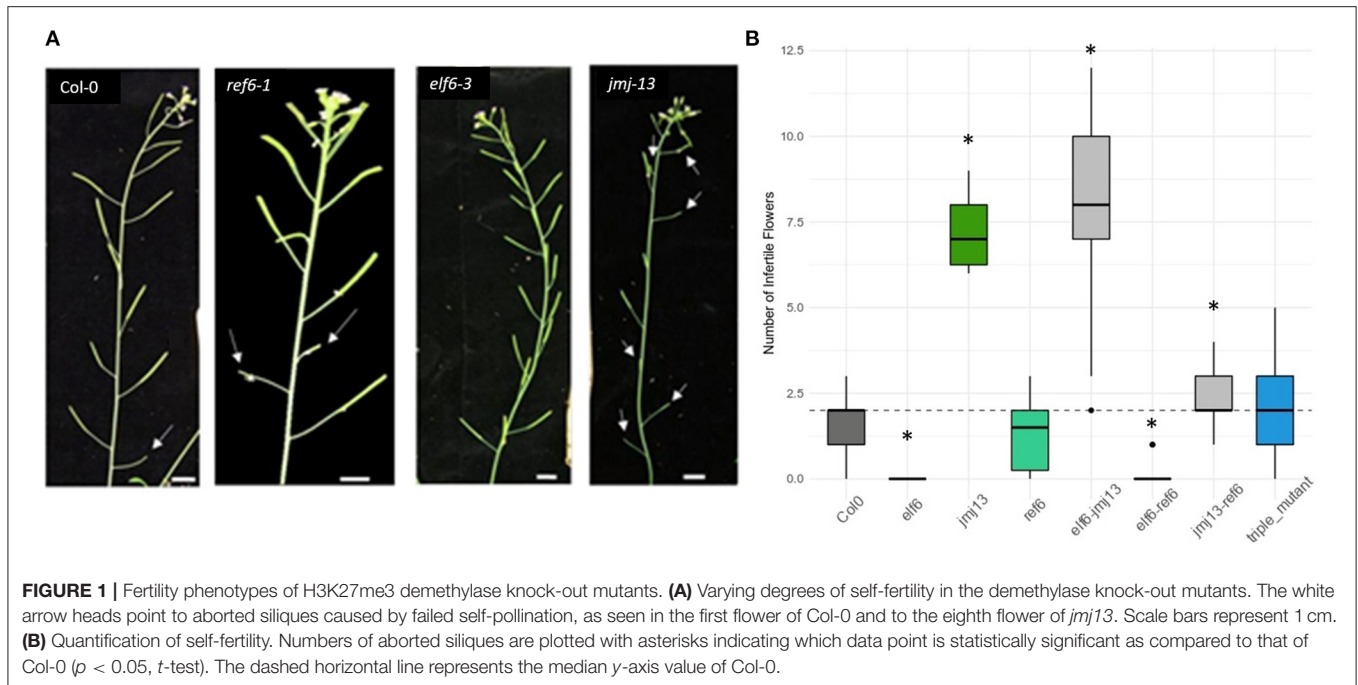 A
Col-0
ref6-1
elf6-3
jmj-13
B
12.5
10.0
7.5
5.0
2.5
0.0
Number of Infertile Flowers
*
*
*
*
*
Col0
elf6
jmj13
ref6
elf6-jmj13
elf6-ref6
jmj13-ref6
triple_mutant
FIGURE 1 | Fertility phenotypes of H3K27me3 demethylase knock-out mutants. (A) Varying degrees of self-fertility in the demethylase knock-out mutants. The white
arrow heads point to aborted siliques caused by failed self-pollination, as seen in the first flower of Col-0 and to the eighth flower of jmj13. Scale bars represent 1 cm.
(B) Quantification of self-fertility. Numbers of aborted siliques are plotted with asterisks indicating which data point is statistically significant as compared to that of
Col-0 (p < 0.05, t-test). The dashed horizontal line represents the median y-axis value of Col-0.